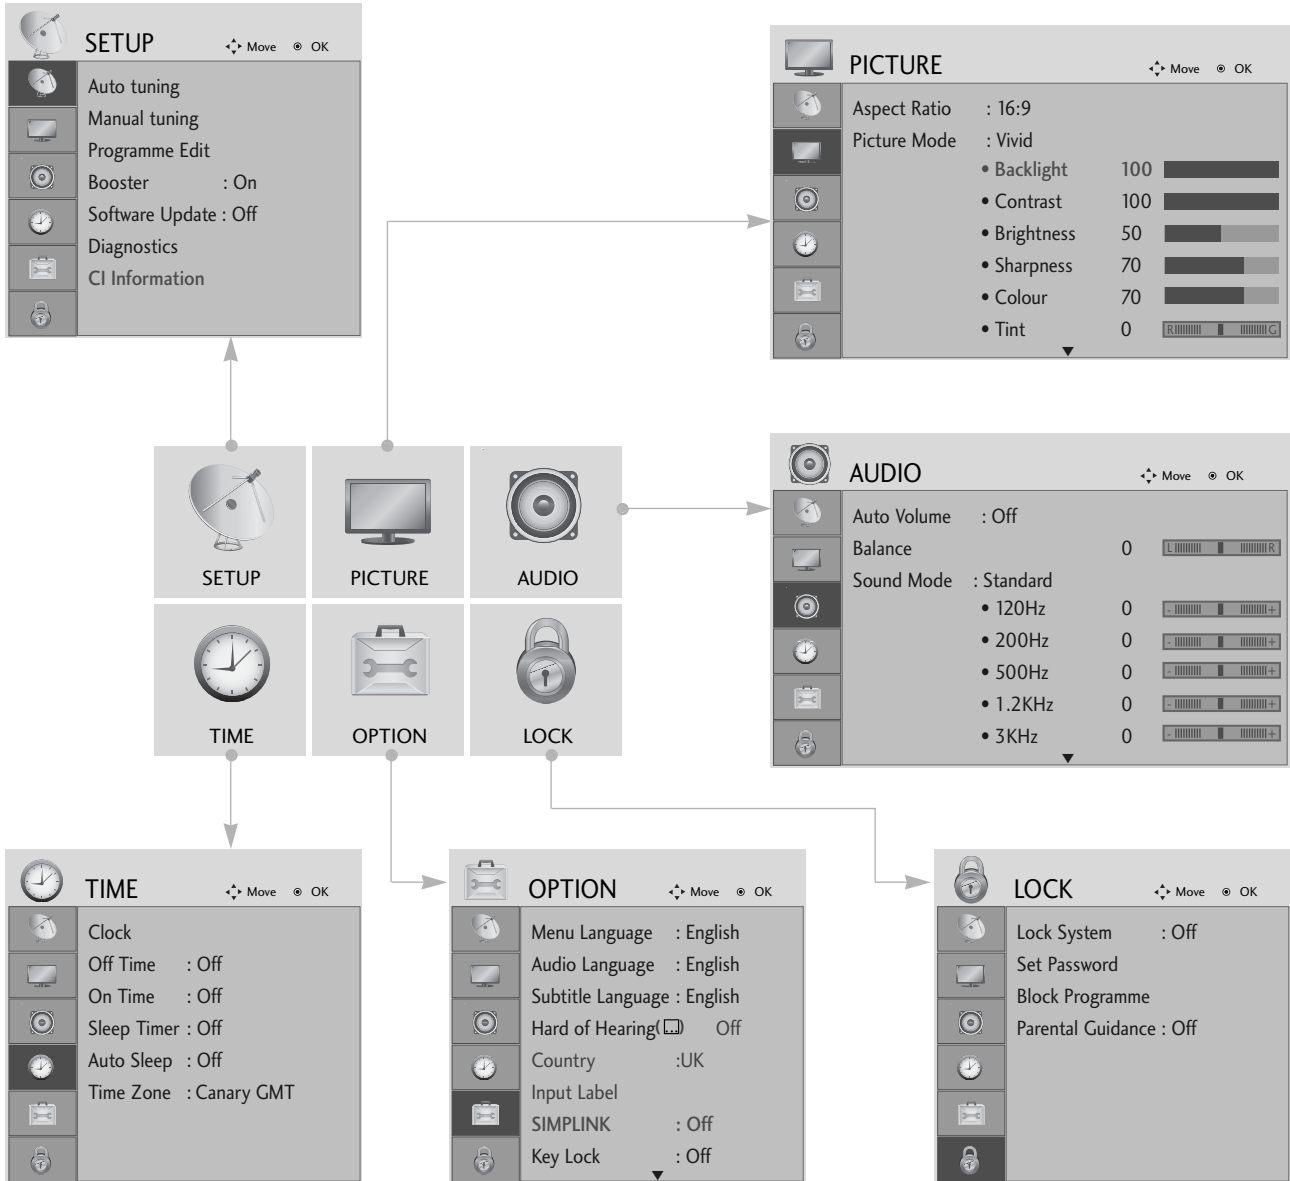 SETUP Move OK
Auto tuning
Manual tuning
Programme Edit
Booster : On
Software Update : Off
Diagnostics
CI Information
PICTURE Move OK
Aspect Ratio : 16:9
Picture Mode : Vivid
• Backlight 100
• Contrast 100
• Brightness 50
• Sharpness 70
• Colour 70
• Tint 0 R G
SETUP
PICTURE
AUDIO
TIME
OPTION
LOCK
AUDIO Move OK
Auto Volume : Off
Balance 0 L R
Sound Mode : Standard
• 120Hz 0 - +
• 200Hz 0 - +
• 500Hz 0 - +
• 1.2KHz 0 - +
• 3KHz 0 - +
TIME Move OK
Clock
Off Time : Off
On Time : Off
Sleep Timer : Off
Auto Sleep : Off
Time Zone : Canary GMT
OPTION Move OK
Menu Language : English
Audio Language : English
Subtitle Language : English
Hard of Hearing( ) Off
Country :UK
Input Label
SIMPLINK : Off
Key Lock : Off
LOCK Move OK
Lock System : Off
Set Password
Block Programme
Parental Guidance : Off